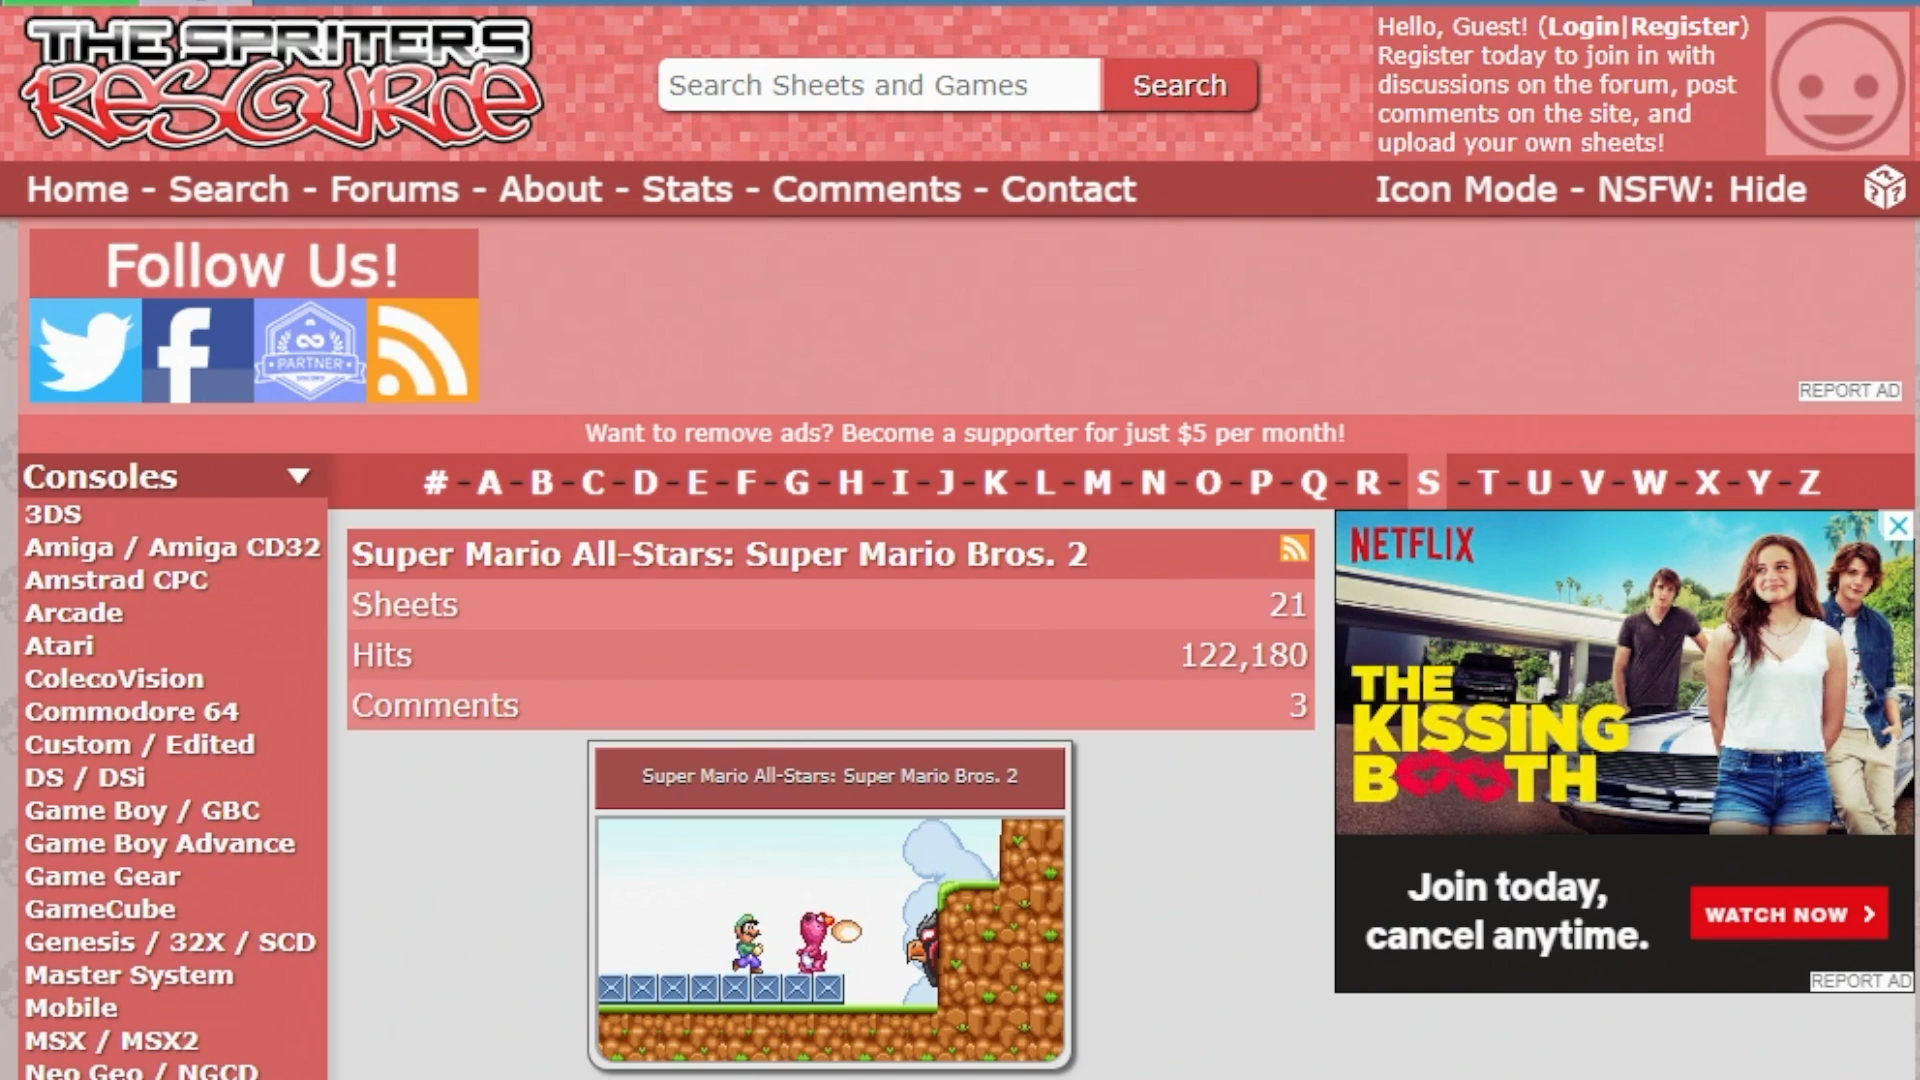 THE SPRITERS
RESOURCE
Search Sheets and Games
Search
Hello, Guest! (Login|Register)
Register today to join in with
discussions on the forum, post
comments on the site, and
upload your own sheets!
Home - Search - Forums - About - Stats - Comments - Contact
Icon Mode - NSFW: Hide
Follow Us!
PARTNER
REPORT AD
Want to remove ads? Become a supporter for just $5 per month!
Consoles
# - A - B - C - D - E - F - G - H - I - J - K - L - M - N - O - P - Q - R - S - T - U - V - W - X - Y - Z
3DS
Amiga / Amiga CD32
Amstrad CPC
Arcade
Atari
ColecoVision
Commodore 64
Custom / Edited
DS / DSi
Game Boy / GBC
Game Boy Advance
Game Gear
GameCube
Genesis / 32X / SCD
Master System
Mobile
MSX / MSX2
Neo Geo / NGCD
Super Mario All-Stars: Super Mario Bros. 2
Sheets 21
Hits 122,180
Comments 3
Super Mario All-Stars: Super Mario Bros. 2
NETFLIX
THE
KISSING
BOOTH
Join today,
cancel anytime.
WATCH NOW
REPORT AD